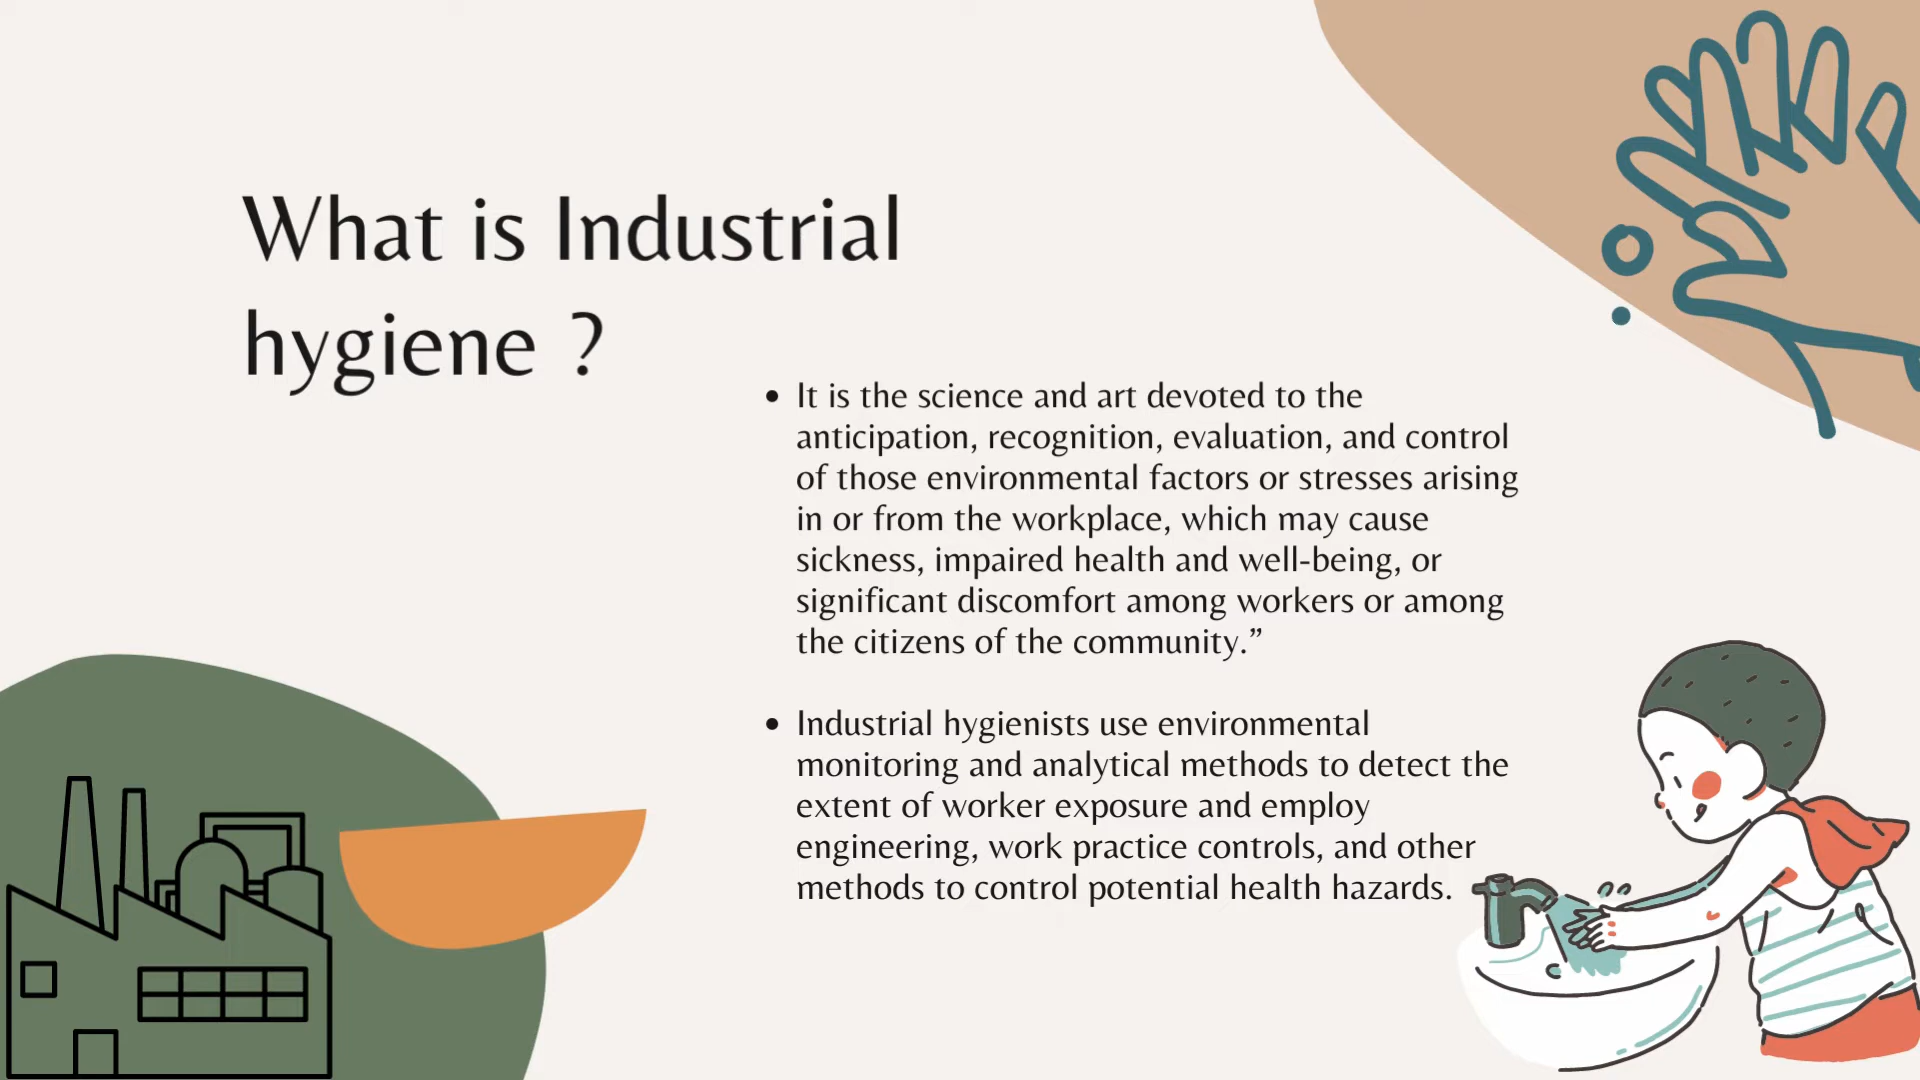 What is Industrial
hygiene ?
• It is the science and art devoted to the
anticipation, recognition, evaluation, and control
of those environmental factors or stresses arising
in or from the workplace, which may cause
sickness, impaired health and well-being, or
significant discomfort among workers or among
the citizens of the community.”
• Industrial hygienists use environmental
monitoring and analytical methods to detect the
extent of worker exposure and employ
engineering, work practice controls, and other
methods to control potential health hazards.